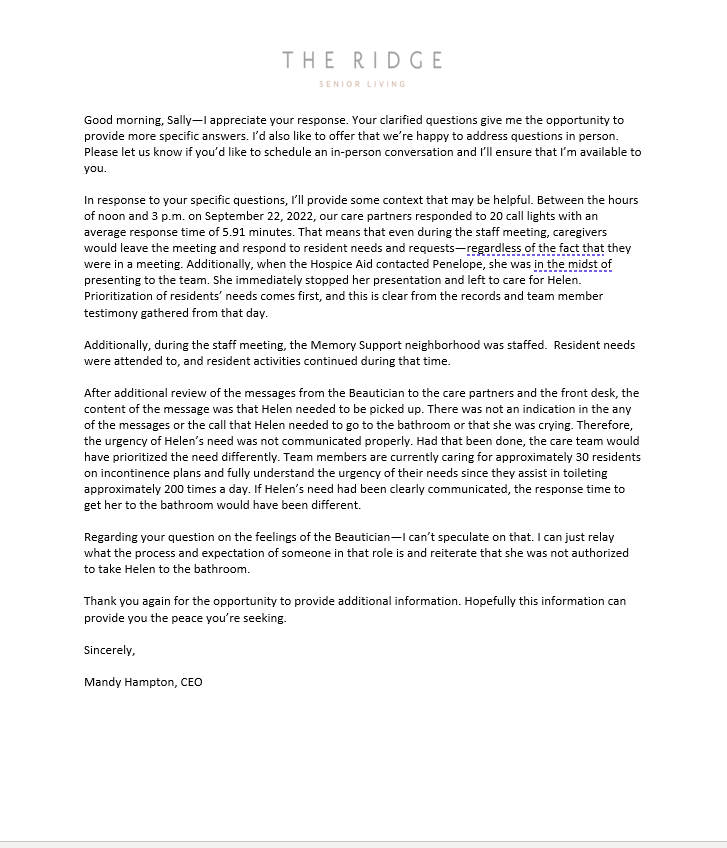 THE RIDGE
SENIOR LIVING
Good morning, Sally—I appreciate your response. Your clarified questions give me the opportunity to
provide more specific answers. I’d also like to offer that we’re happy to address questions in person.
Please let us know if you’d like to schedule an in-person conversation and I’ll ensure that I’m available to
you.
In response to your specific questions, I’ll provide some context that may be helpful. Between the hours
of noon and 3 p.m. on September 22, 2022, our care partners responded to 20 call lights with an
average response time of 5.91 minutes. That means that even during the staff meeting, caregivers
would leave the meeting and respond to resident needs and requests—regardless of the fact that they
were in a meeting. Additionally, when the Hospice Aid contacted Penelope, she was in the midst of
presenting to the team. She immediately stopped her presentation and left to care for Helen.
Prioritization of residents’ needs comes first, and this is clear from the records and team member
testimony gathered from that day.
Additionally, during the staff meeting, the Memory Support neighborhood was staffed.  Resident needs
were attended to, and resident activities continued during that time.
After additional review of the messages from the Beautician to the care partners and the front desk, the
content of the message was that Helen needed to be picked up. There was not an indication in the any
of the messages or the call that Helen needed to go to the bathroom or that she was crying. Therefore,
the urgency of Helen’s need was not communicated properly. Had that been done, the care team would
have prioritized the need differently. Team members are currently caring for approximately 30 residents
on incontinence plans and fully understand the urgency of their needs since they assist in toileting
approximately 200 times a day. If Helen’s need had been clearly communicated, the response time to
get her to the bathroom would have been different.
Regarding your question on the feelings of the Beautician—I can’t speculate on that. I can just relay
what the process and expectation of someone in that role is and reiterate that she was not authorized
to take Helen to the bathroom.
Thank you again for the opportunity to provide additional information. Hopefully this information can
provide you the peace you’re seeking.
Sincerely,
Mandy Hampton, CEO